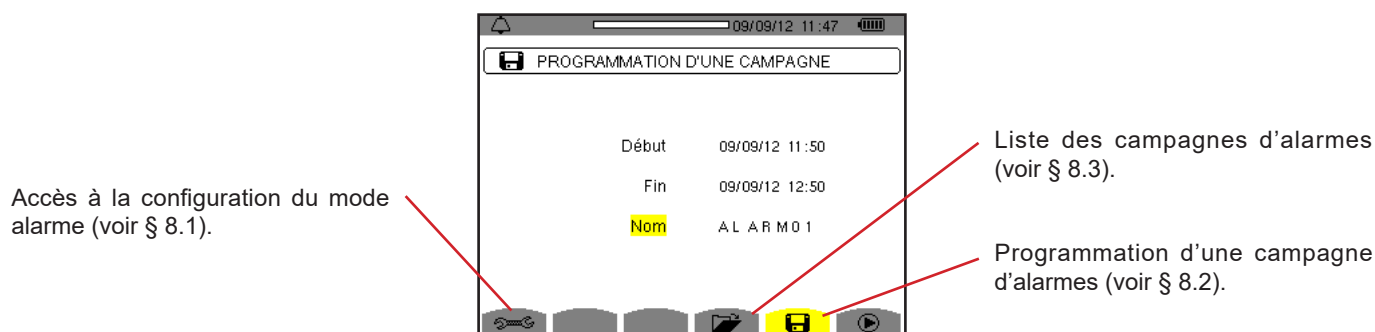 09/09/12 11:47
PROGRAMMATION D'UNE CAMPAGNE
Début 09/09/12 11:50
Fin 09/09/12 12:50
Nom ALARM01
Accès à la configuration du mode
alarme (voir § 8.1).
Liste des campagnes d’alarmes
(voir § 8.3).
Programmation d’une campagne
d’alarmes (voir § 8.2).